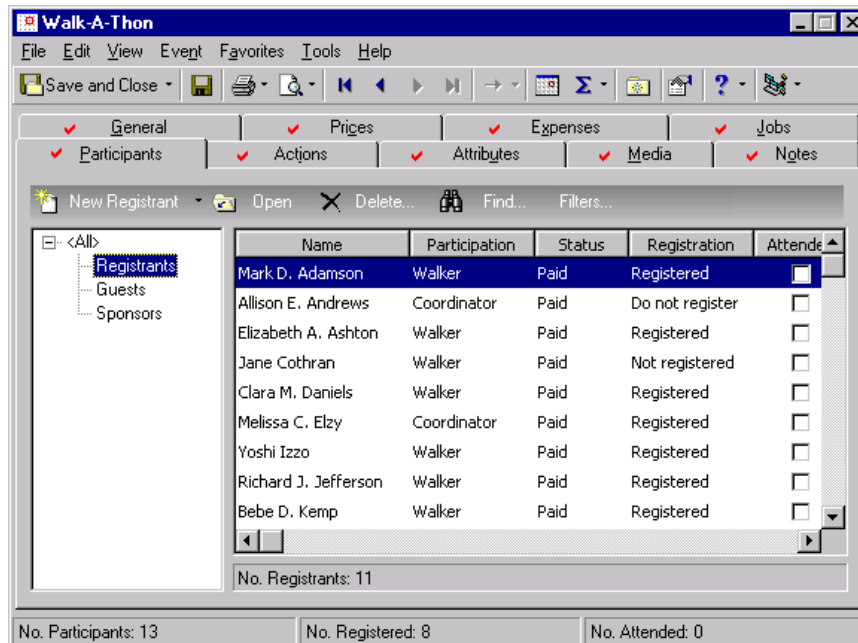 Walk-A-Thon
File Edit View Event Favorites Tools Help
Save and Close
General Prices Expenses Jobs
Participants Actions Attributes Media Notes
New Registrant Open Delete... Find... Filters...
<All>
Registrants
Guests
Sponsors
Name Participation Status Registration Attende
Mark D. Adamson Walker Paid Registered
Allison E. Andrews Coordinator Paid Do not register
Elizabeth A. Ashton Walker Paid Registered
Jane Cothran Walker Paid Not registered
Clara M. Daniels Walker Paid Registered
Melissa C. Elzy Coordinator Paid Registered
Yoshi Izzo Walker Paid Registered
Richard J. Jefferson Walker Paid Registered
Bebe D. Kemp Walker Paid Registered
No. Registrants: 11
No. Participants: 13 No. Registered: 8 No. Attended: 0